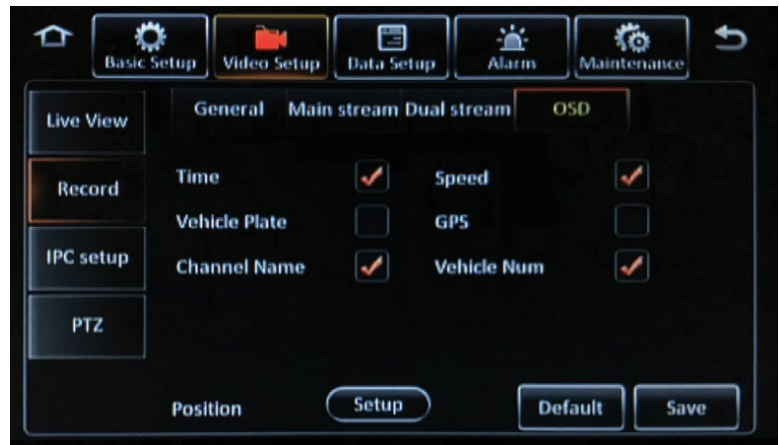 Basic Setup Video Setup Data Setup Alarm Maintenance
Live View General Main stream Dual stream OSD
Record Time Speed
Vehicle Plate GPS
IPC setup Channel Name Vehicle Num
PTZ
Position Setup Default Save